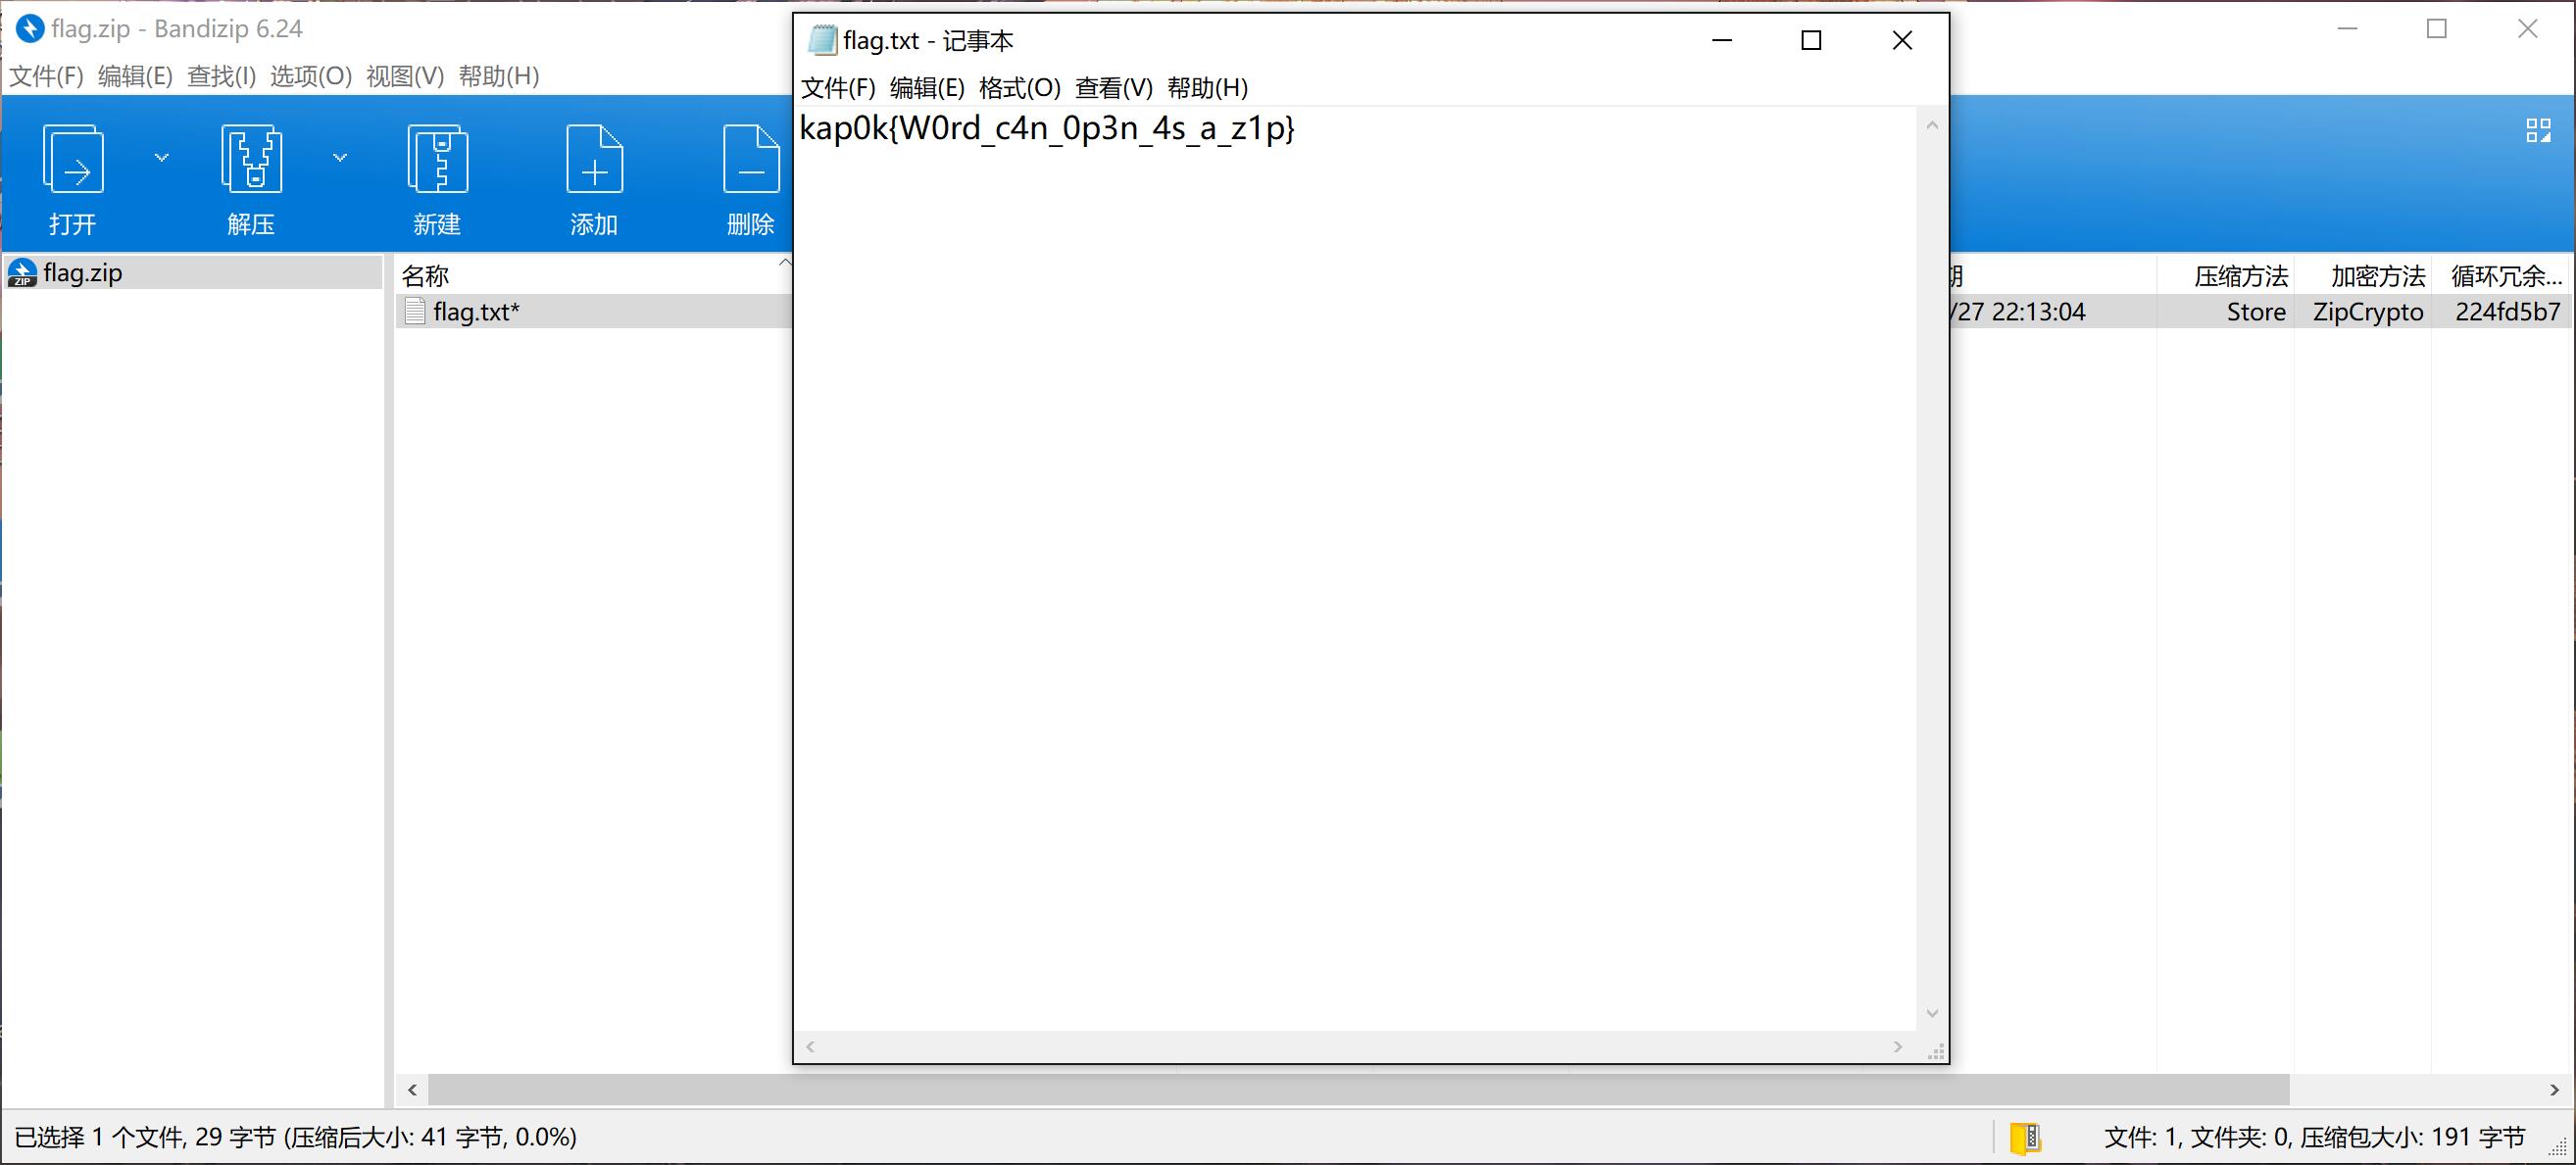 flag.zip - Bandizip 6.24
文件(F) 编辑(E) 查找(I) 选项(O) 视图(V) 帮助(H)
打开 解压 新建 添加 删除
flag.zip
ZIP
名称
flag.txt*
flag.txt - 记事本
文件(F) 编辑(E) 格式(O) 查看(V) 帮助(H)
kap0k{W0rd_c4n_0p3n_4s_a_z1p}
期 压缩方法 加密方法 循环冗余...
/27 22:13:04 Store ZipCrypto 224fd5b7
已选择 1 个文件, 29 字节 (压缩后大小: 41 字节, 0.0%)
文件: 1, 文件夹: 0, 压缩包大小: 191 字节